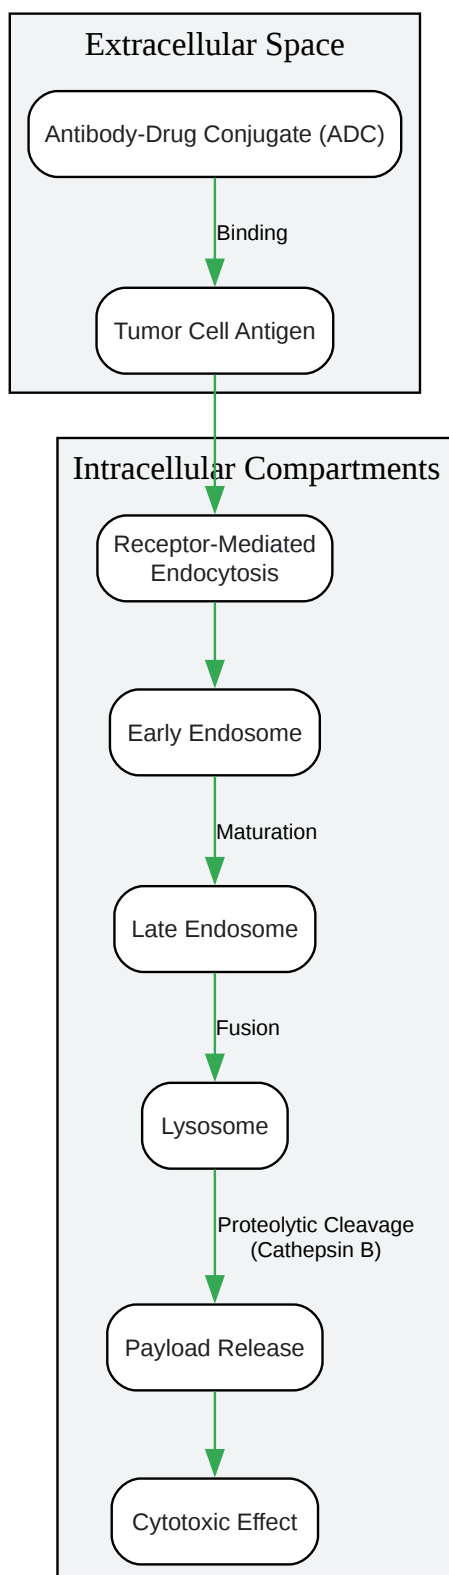 Extracellular Space
Antibody-Drug Conjugate (ADC)
Binding
Tumor Cell Antigen
Intracellular Compartments
Receptor-Mediated
Endocytosis
Early Endosome
Maturation
Late Endosome
Fusion
Lysosome
Proteolytic Cleavage
(Cathepsin B)
Payload Release
Cytotoxic Effect